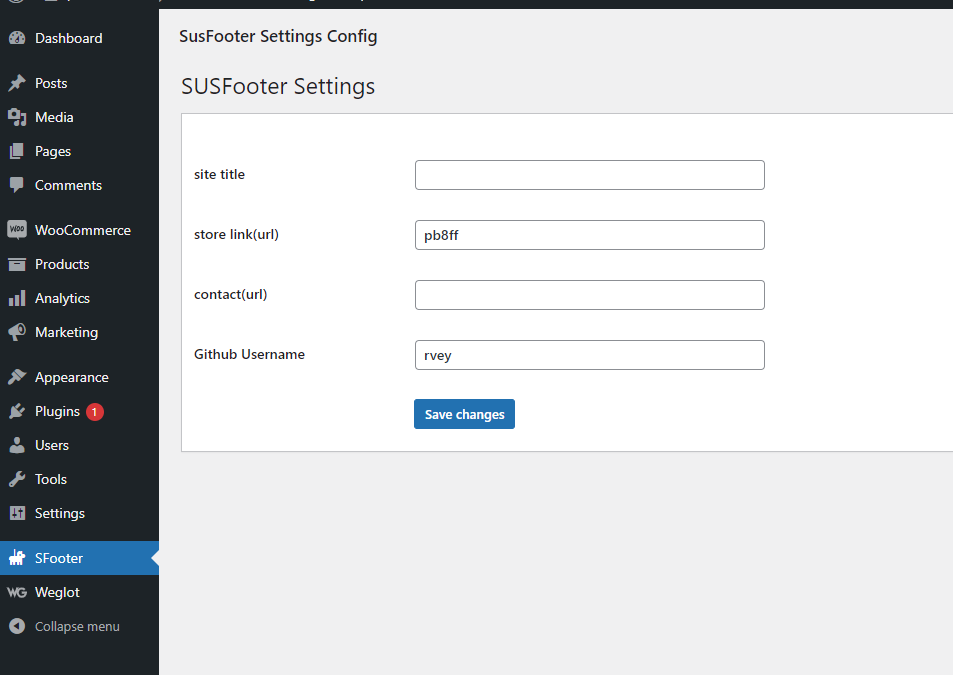 Dashboard
Posts
Media
Pages
Comments
WooCommerce
Products
Analytics
Marketing
Appearance
Plugins 1
Users
Tools
Settings
SFooter
WG Weglot
Collapse menu
SusFooter Settings Config
SUSFooter Settings
site title
store link(url) pb8ff
contact(url)
Github Username rvey
Save changes